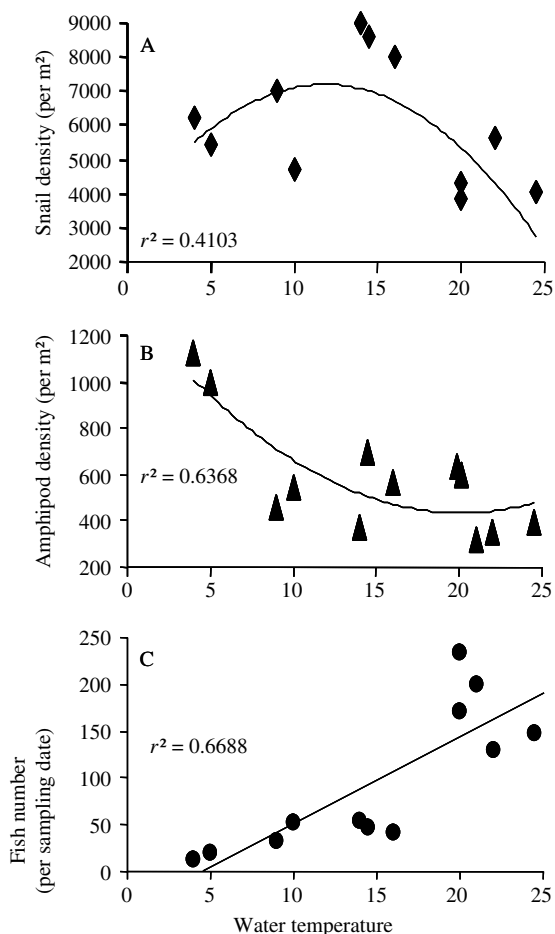 9000
A
8000
7000
6000
5000
4000
3000
2000
Snail density (per m²)
r² = 0.4103
0 5 10 15 20 25
1200
B
1000
800
600
400
200
Amphipod density (per m²)
r² = 0.6368
0 5 10 15 20 25
250
C
200
150
100
50
0
Fish number
(per sampling date)
r² = 0.6688
0 5 10 15 20 25
Water temperature